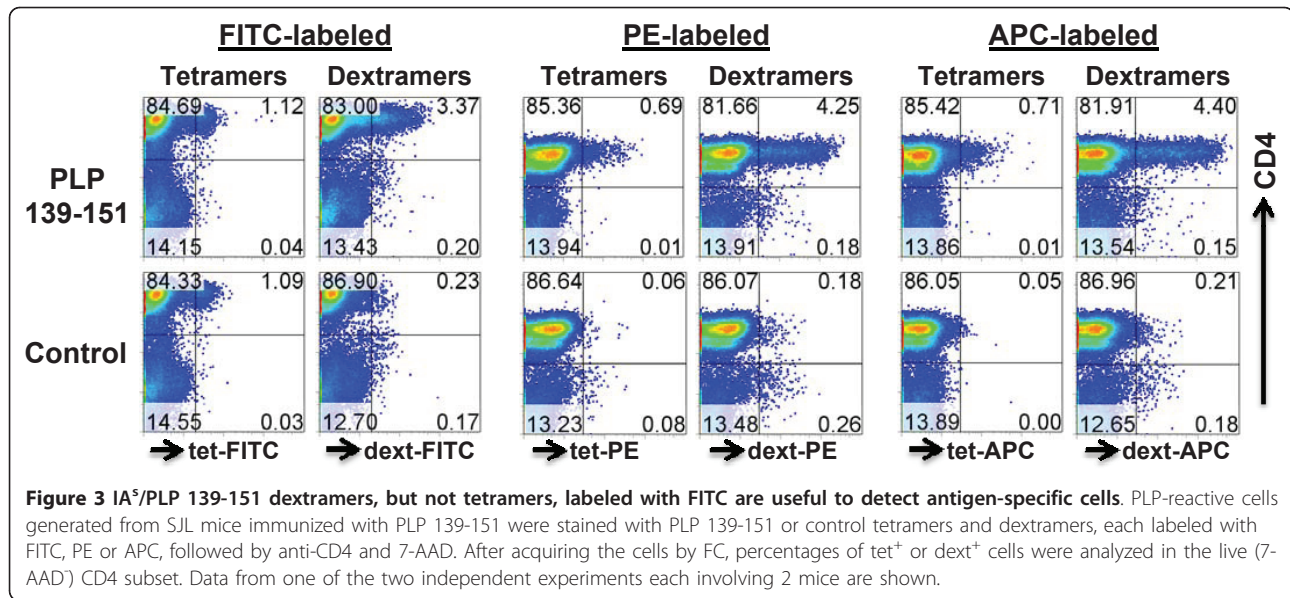 FITC-labeled PE-labeled APC-labeled
Tetramers Dextramers Tetramers Dextramers Tetramers Dextramers
84.69 1.12 83.00 3.37 85.36 0.69 81.66 4.25 85.42 0.71 81.91 4.40
PLP
139-151
14.15 0.04 13.43 0.20 13.94 0.01 13.91 0.18 13.86 0.01 13.54 0.15
CD4
84.33 1.09 86.90 0.23 86.64 0.06 86.07 0.18 86.05 0.05 86.96 0.21
Control
14.55 0.03 12.70 0.17 13.23 0.08 13.48 0.26 13.89 0.00 12.65 0.18
→ tet-FITC → dext-FITC → tet-PE → dext-PE → tet-APC → dext-APC
Figure 3 IAˢ/PLP 139-151 dextramers, but not tetramers, labeled with FITC are useful to detect antigen-specific cells. PLP-reactive cells
generated from SJL mice immunized with PLP 139-151 were stained with PLP 139-151 or control tetramers and dextramers, each labeled with
FITC, PE or APC, followed by anti-CD4 and 7-AAD. After acquiring the cells by FC, percentages of tet⁺ or dext⁺ cells were analyzed in the live (7-
AAD⁻) CD4 subset. Data from one of the two independent experiments each involving 2 mice are shown.